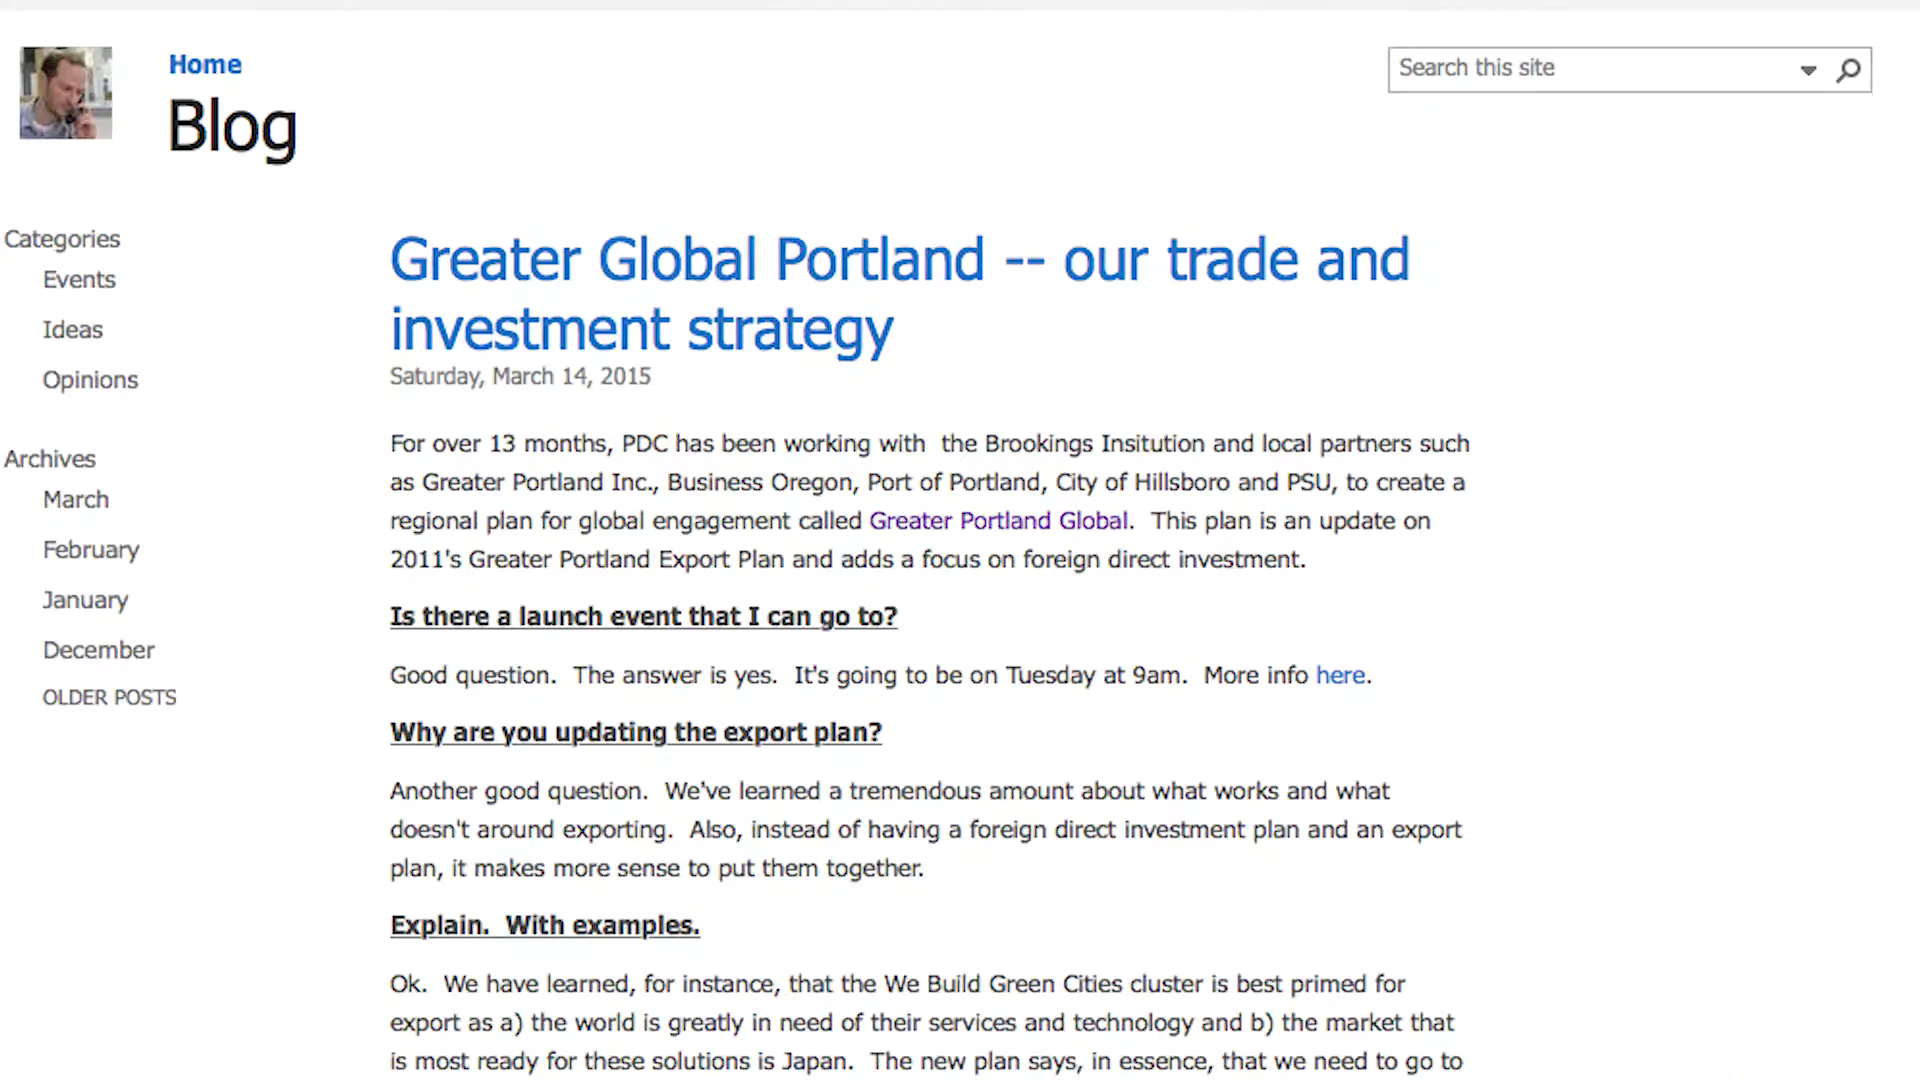 Home
Blog
Search this site
Categories
Events
Ideas
Opinions
Archives
March
February
January
December
OLDER POSTS
Greater Global Portland -- our trade and
investment strategy
Saturday, March 14, 2015
For over 13 months, PDC has been working with  the Brookings Insitution and local partners such
as Greater Portland Inc., Business Oregon, Port of Portland, City of Hillsboro and PSU, to create a
regional plan for global engagement called Greater Portland Global.  This plan is an update on
2011's Greater Portland Export Plan and adds a focus on foreign direct investment.
Is there a launch event that I can go to?
Good question.  The answer is yes.  It's going to be on Tuesday at 9am.  More info here.
Why are you updating the export plan?
Another good question.  We've learned a tremendous amount about what works and what
doesn't around exporting.  Also, instead of having a foreign direct investment plan and an export
plan, it makes more sense to put them together.
Explain.  With examples.
Ok.  We have learned, for instance, that the We Build Green Cities cluster is best primed for
export as a) the world is greatly in need of their services and technology and b) the market that
is most ready for these solutions is Japan.  The new plan says, in essence, that we need to go to